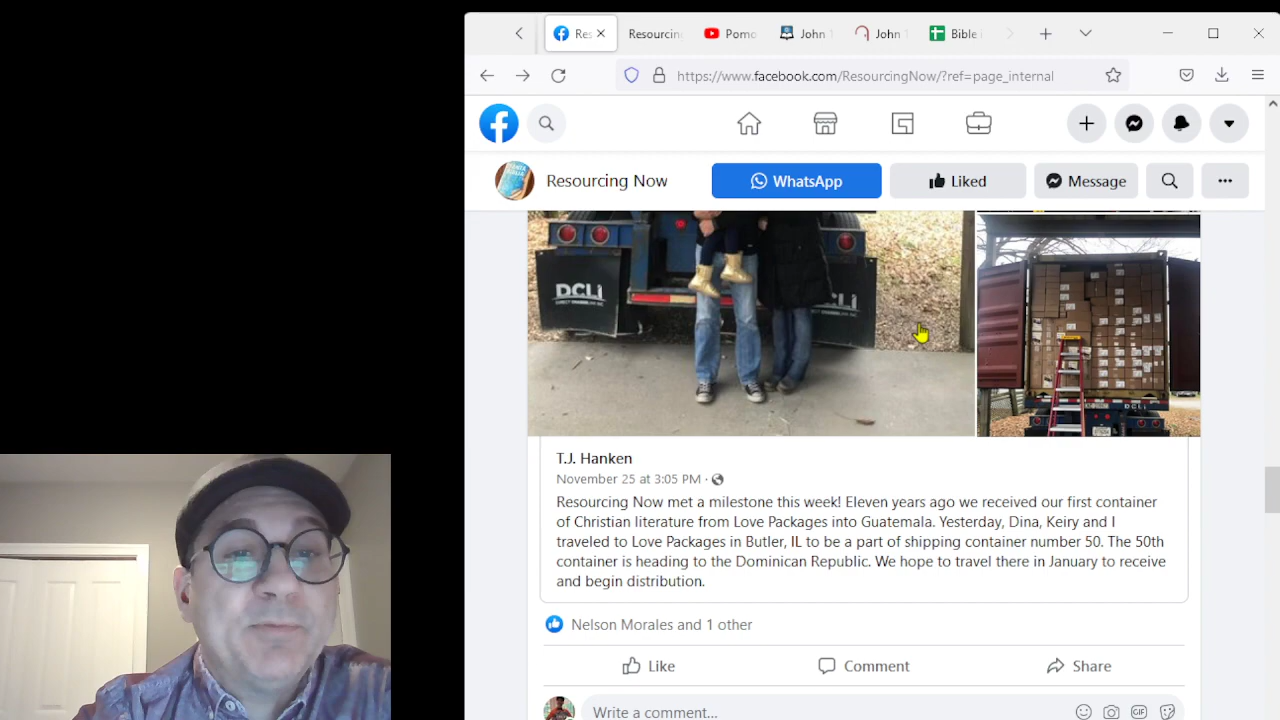 Res
Resourcin
Pomo
John
John
Bible
https://www.facebook.com/ResourcingNow/?ref=page_internal
Resourcing Now
WhatsApp
Liked
Message
DCLi
DCLi
DCLi
T.J. Hanken
November 25 at 3:05 PM ·
Resourcing Now met a milestone this week! Eleven years ago we received our first container
of Christian literature from Love Packages into Guatemala. Yesterday, Dina, Keiry and I
traveled to Love Packages in Butler, IL to be a part of shipping container number 50. The 50th
container is heading to the Dominican Republic. We hope to travel there in January to receive
and begin distribution.
Nelson Morales and 1 other
Like
Comment
Share
Write a comment...
GIF